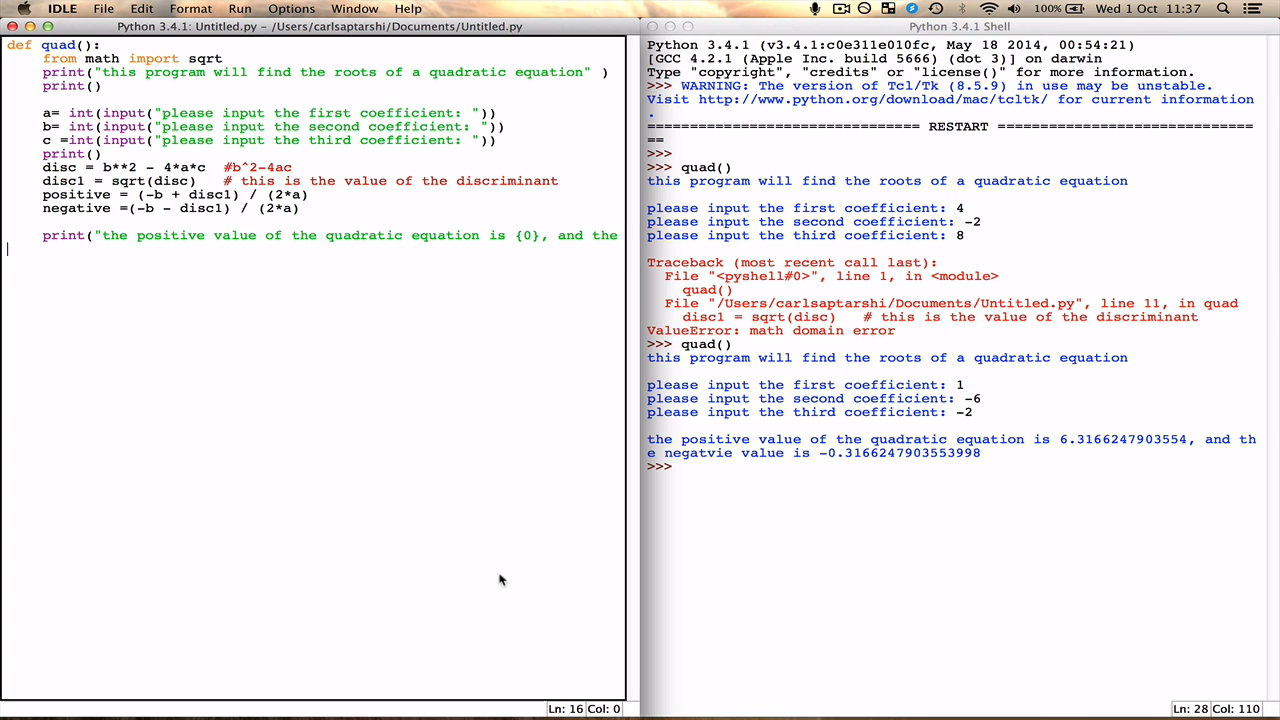 IDLE File Edit Format Run Options Window Help 100% Wed 1 Oct 11:37
Python 3.4.1: Untitled.py – /Users/carlsaptarshi/Documents/Untitled.py
def quad():
from math import sqrt
print("this program will find the roots of a quadratic equation" )
print()
a= int(input("please input the first coefficient: "))
b= int(input("please input the second coefficient: "))
c =int(input("please input the third coefficient: "))
print()
disc = b**2 - 4*a*c #b^2-4ac
disc1 = sqrt(disc) # this is the value of the discriminant
positive = (-b + disc1) / (2*a)
negative =(-b - disc1) / (2*a)
print("the positive value of the quadratic equation is {0}, and the
Ln: 16 Col: 0
Python 3.4.1 Shell
Python 3.4.1 (v3.4.1:c0e311e010fc, May 18 2014, 00:54:21)
[GCC 4.2.1 (Apple Inc. build 5666) (dot 3)] on darwin
Type "copyright", "credits" or "license()" for more information.
>>> WARNING: The version of Tcl/Tk (8.5.9) in use may be unstable.
Visit http://www.python.org/download/mac/tcltk/ for current information
.
================================ RESTART ==============================
==
>>>
>>> quad()
this program will find the roots of a quadratic equation
please input the first coefficient: 4
please input the second coefficient: -2
please input the third coefficient: 8
Traceback (most recent call last):
File "<pyshell#0>", line 1, in <module>
quad()
File "/Users/carlsaptarshi/Documents/Untitled.py", line 11, in quad
disc1 = sqrt(disc) # this is the value of the discriminant
ValueError: math domain error
>>> quad()
this program will find the roots of a quadratic equation
please input the first coefficient: 1
please input the second coefficient: -6
please input the third coefficient: -2
the positive value of the quadratic equation is 6.3166247903554, and th
e negatvie value is -0.3166247903553998
>>>
Ln: 28 Col: 110